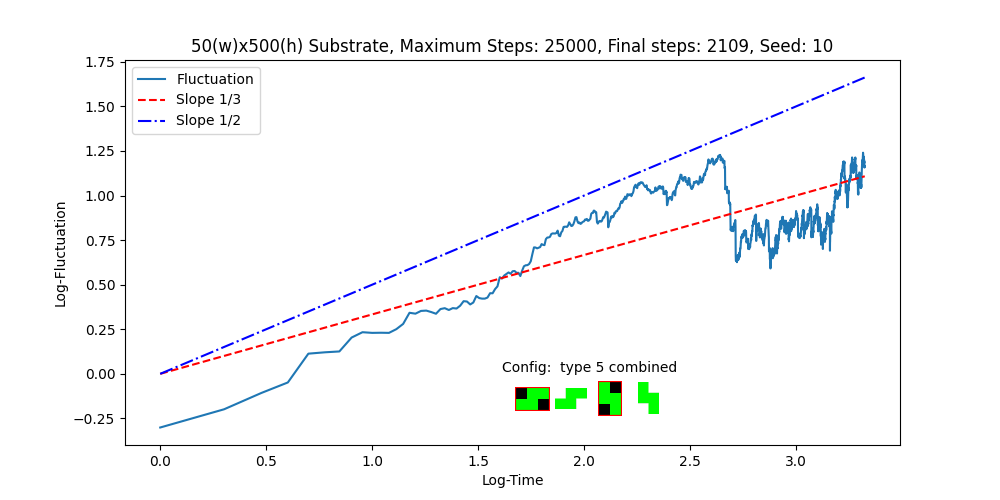 50(w)x500(h) Substrate, Maximum Steps: 25000, Final steps: 2109, Seed: 10
1.75
1.50
1.25
1.00
0.75
0.50
0.25
0.00
−0.25
Log-Fluctuation
Fluctuation
Slope 1/3
Slope 1/2
Config:  type 5 combined
0.0 0.5 1.0 1.5 2.0 2.5 3.0
Log-Time